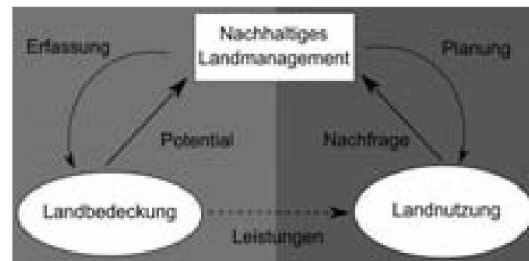 Nachhaltiges
Landmanagement
Erfassung
Planung
Potential
Nachfrage
Landbedeckung
Landnutzung
Leistungen